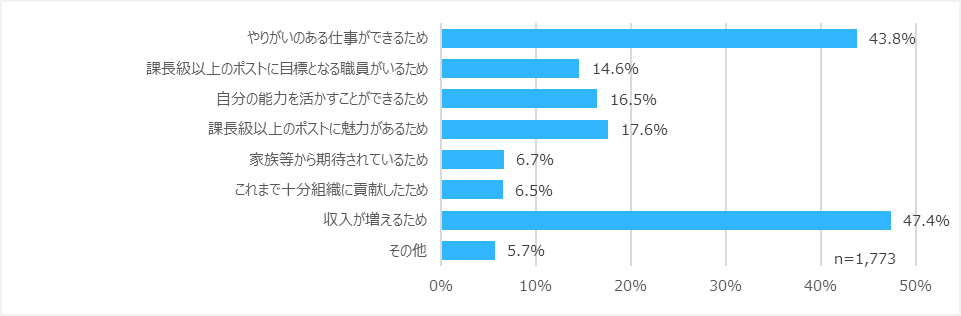 やりがいのある仕事ができるため 43.8%
課長級以上のポストに目標となる職員がいるため 14.6%
自分の能力を活かすことができるため 16.5%
課長級以上のポストに魅力があるため 17.6%
家族等から期待されているため 6.7%
これまで十分組織に貢献したため 6.5%
収入が増えるため 47.4%
その他 5.7%
n=1,773
0% 10% 20% 30% 40% 50%